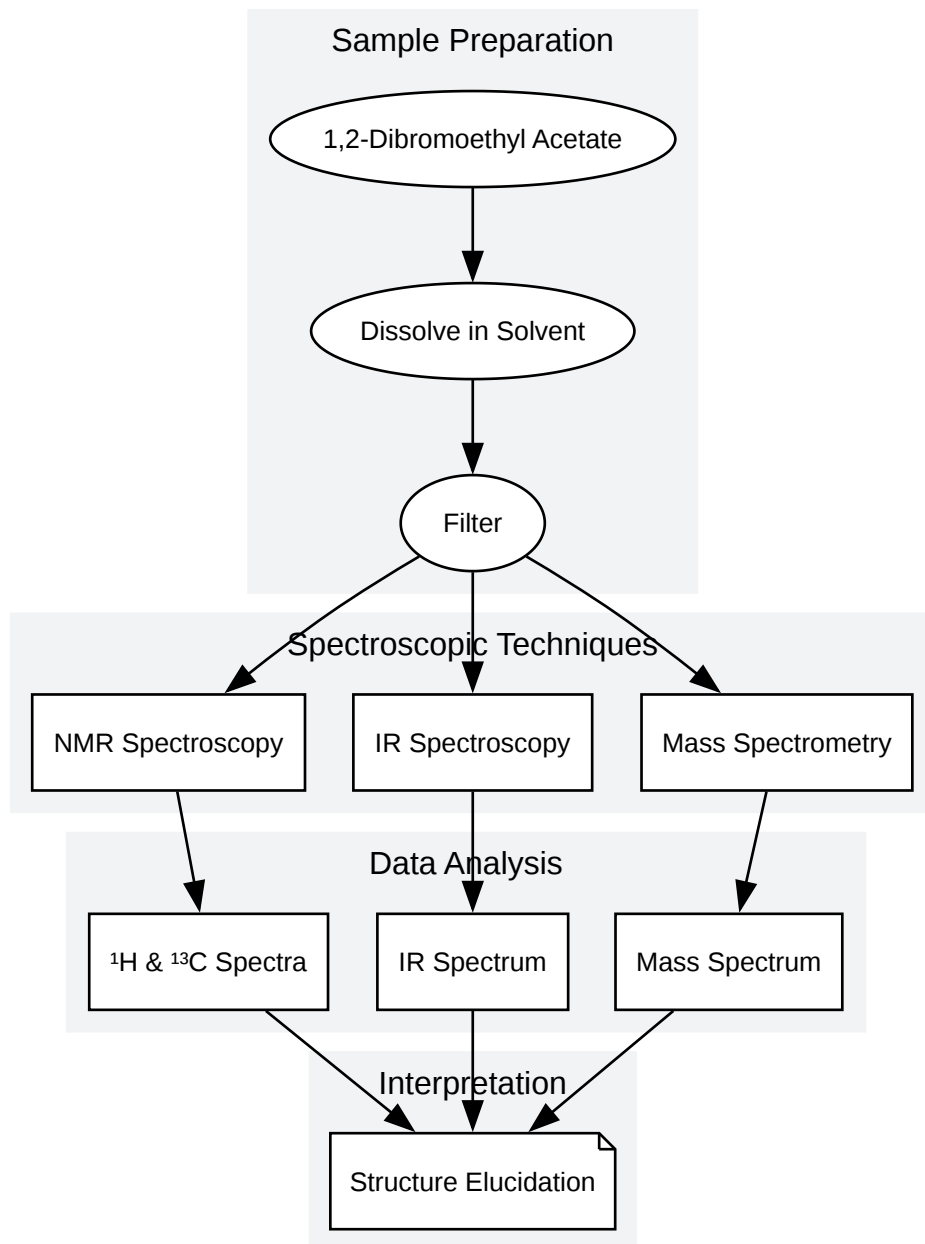 Sample Preparation
1,2-Dibromoethyl Acetate
Dissolve in Solvent
Filter
Spectroscopic Techniques
NMR Spectroscopy
IR Spectroscopy
Mass Spectrometry
Data Analysis
¹H & ¹³C Spectra
IR Spectrum
Mass Spectrum
Interpretation
Structure Elucidation